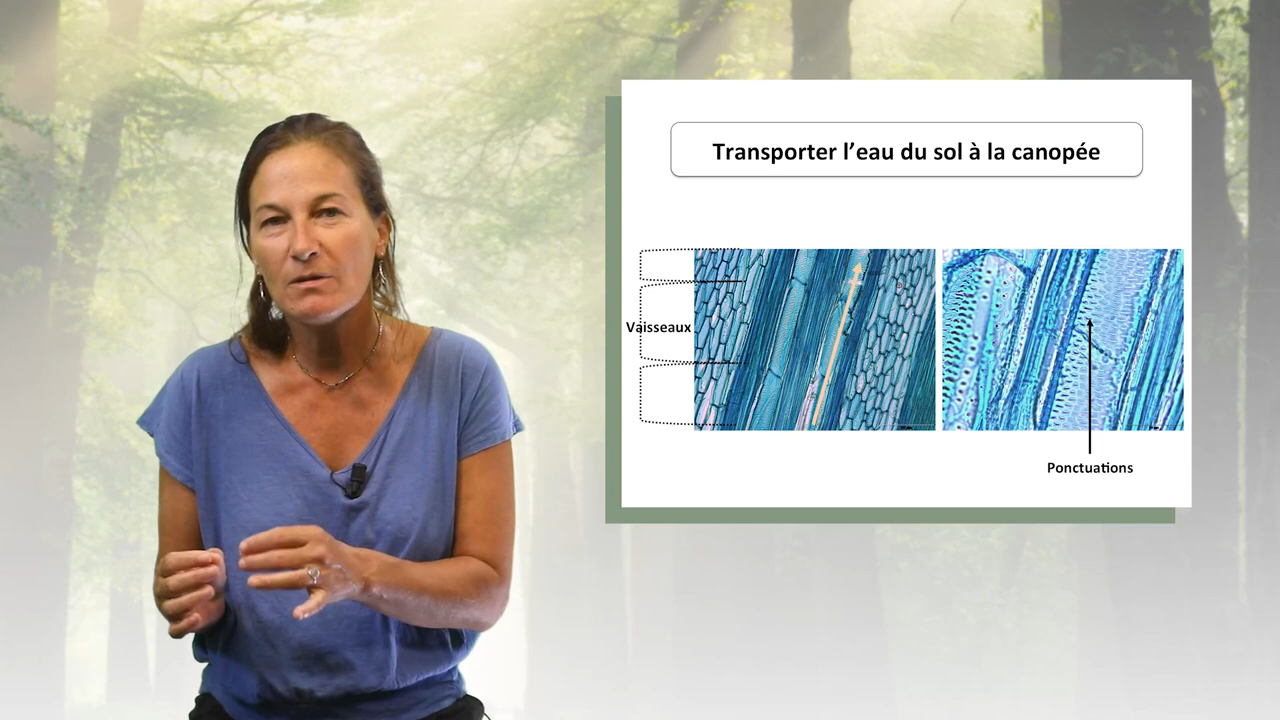 Transporter l’eau du sol à la canopée
Vaisseaux
Ponctuations